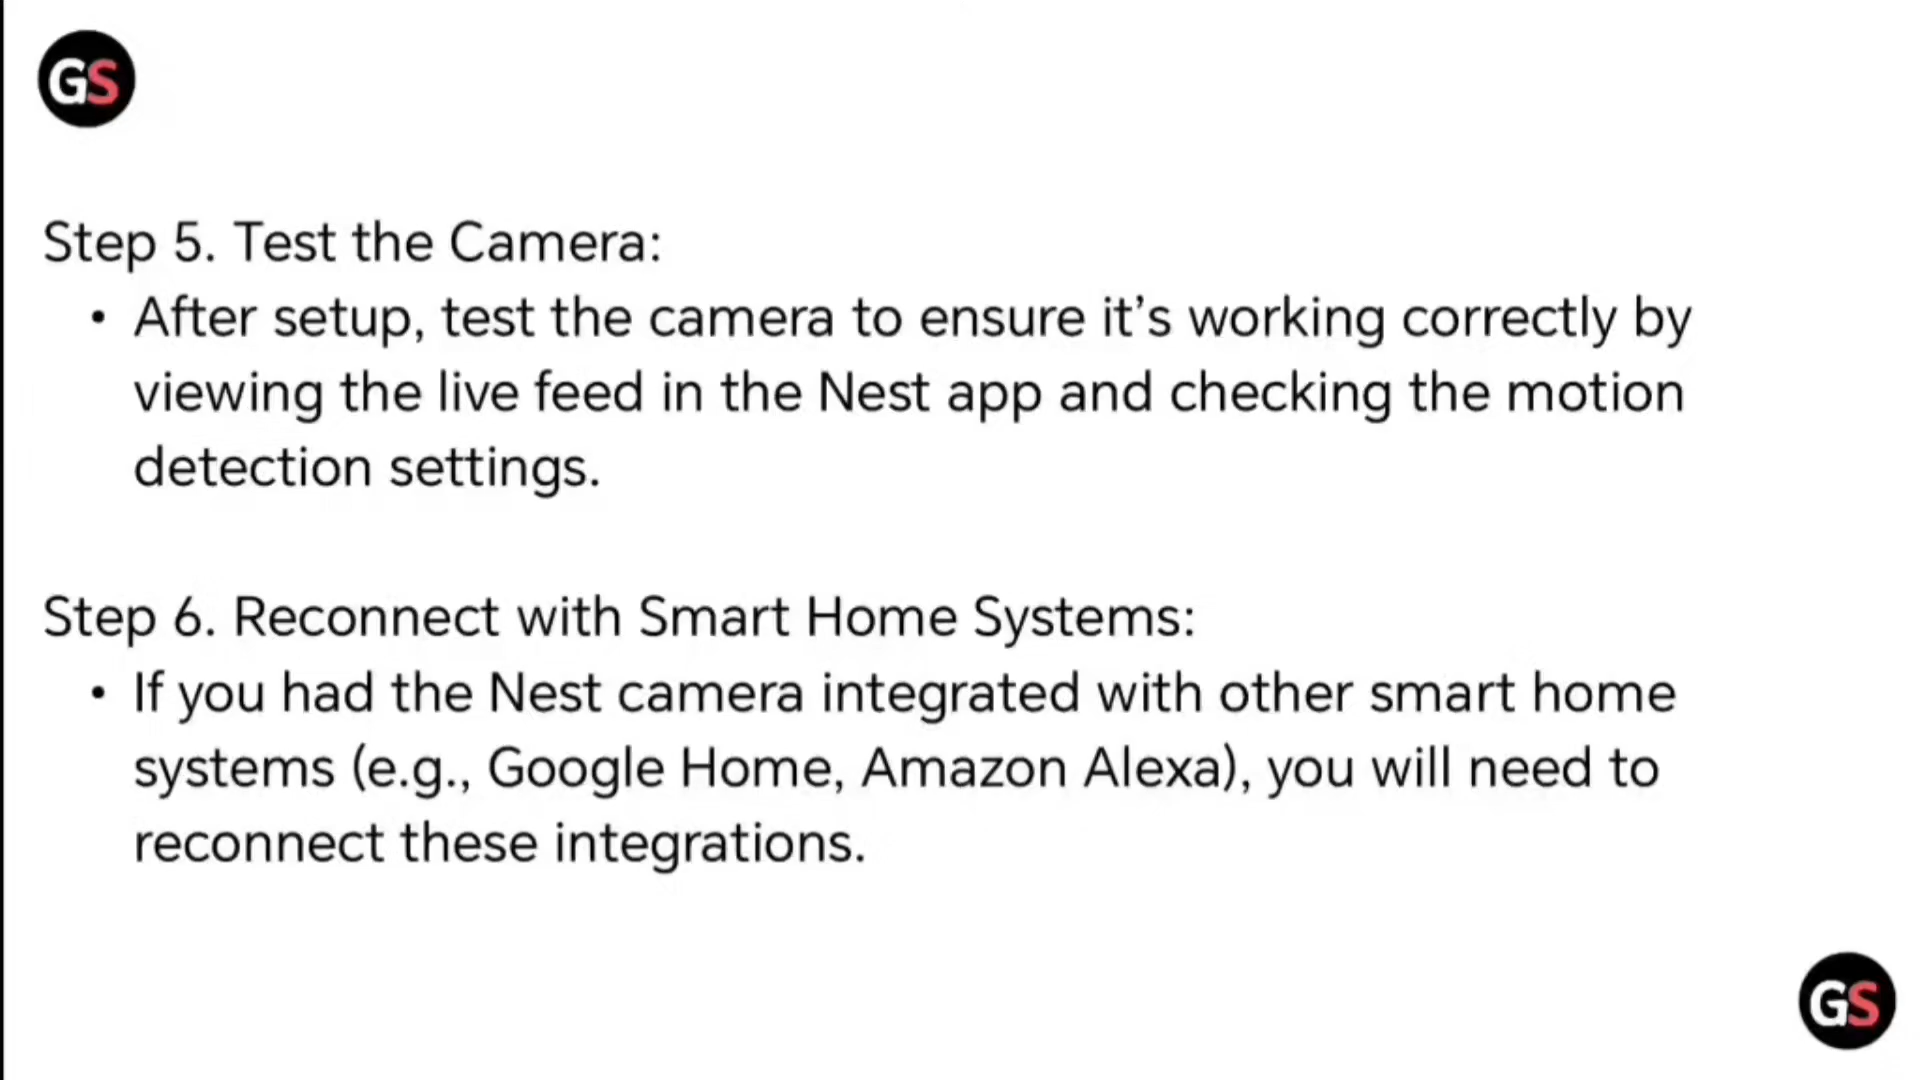 GS
Step 5. Test the Camera:
• After setup, test the camera to ensure it’s working correctly by
viewing the live feed in the Nest app and checking the motion
detection settings.
Step 6. Reconnect with Smart Home Systems:
• If you had the Nest camera integrated with other smart home
systems (e.g., Google Home, Amazon Alexa), you will need to
reconnect these integrations.
GS